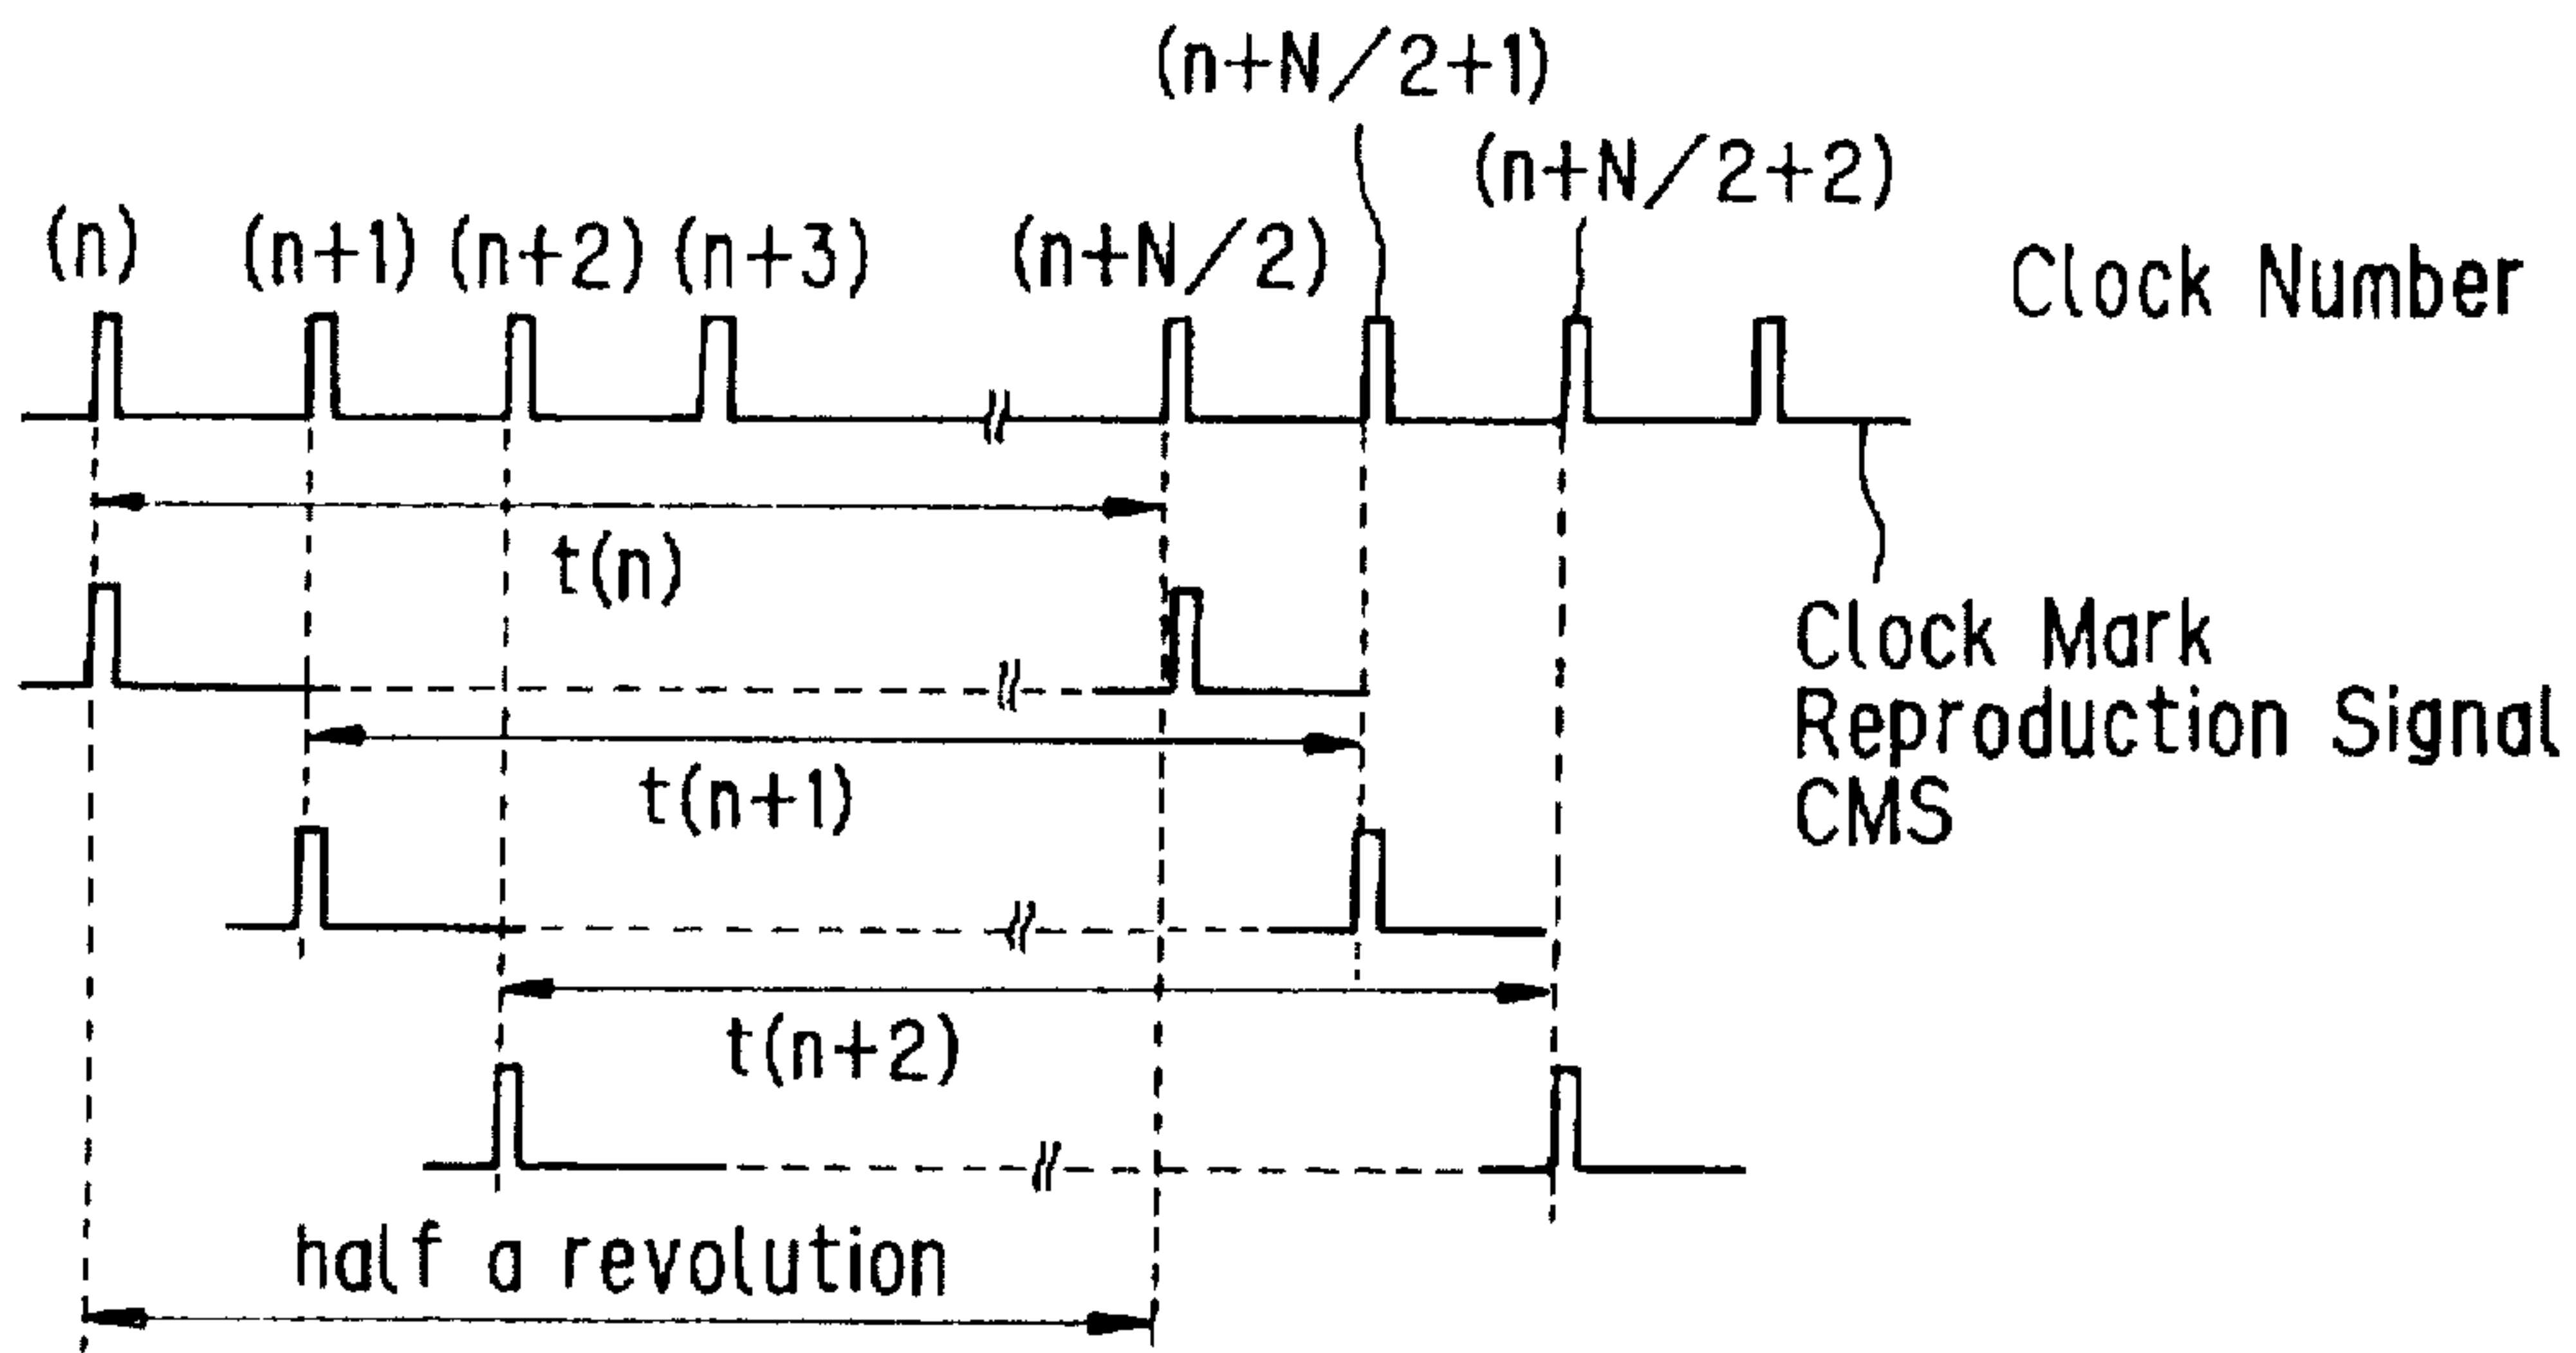 (n+N/2+1)
(n+N/2+2)
(n) (n+1) (n+2) (n+3) (n+N/2) Clock Number
t(n)
Clock Mark
Reproduction Signal
CMS
t(n+1)
t(n+2)
half a revolution